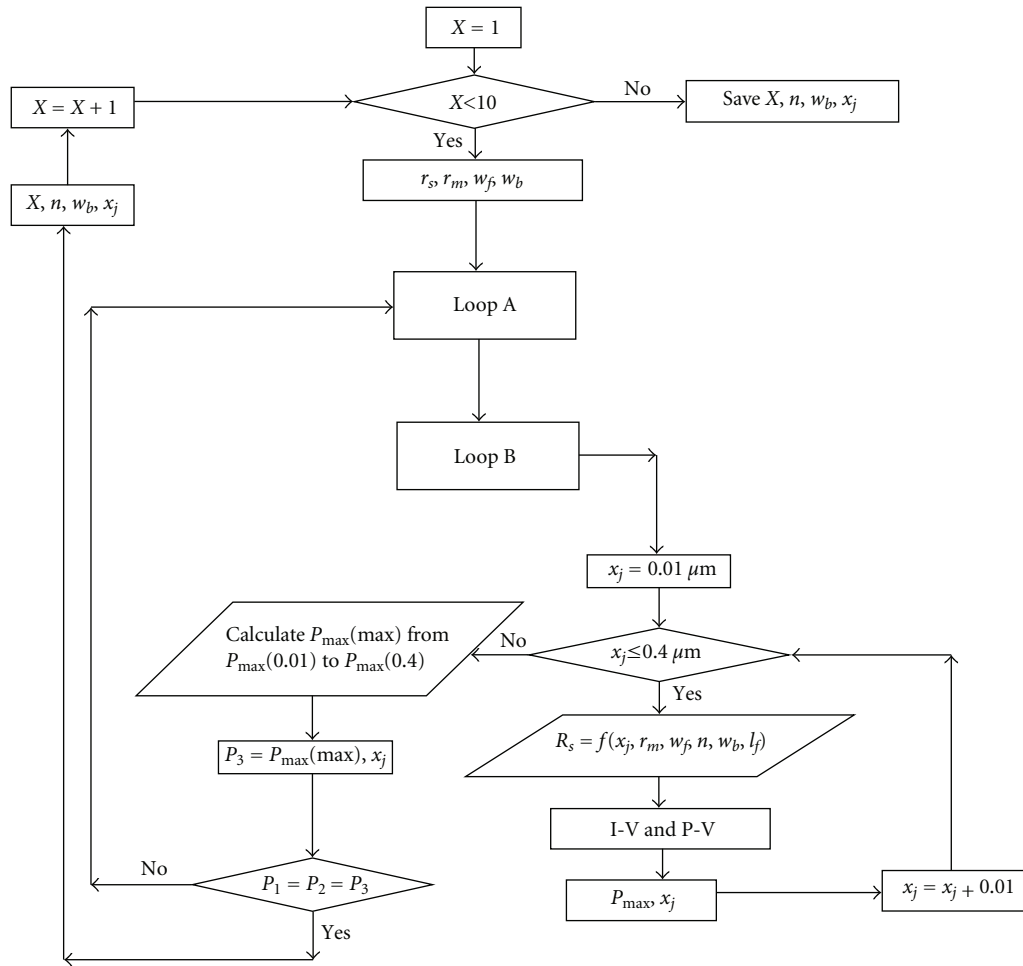 X = 1
X<10
No
Save X, n, w_b, x_j
X = X + 1
Yes
r_s, r_m, w_f, w_b
X, n, w_b, x_j
Loop A
Loop B
x_j = 0.01 μm
x_j≤0.4 μm
No
Calculate P_max(max) from
P_max(0.01) to P_max(0.4)
Yes
R_s = f(x_j, r_m, w_f, n, w_b, l_f)
P_3 = P_max(max), x_j
I-V and P-V
P_max, x_j
x_j = x_j + 0.01
No
P_1 = P_2 = P_3
Yes